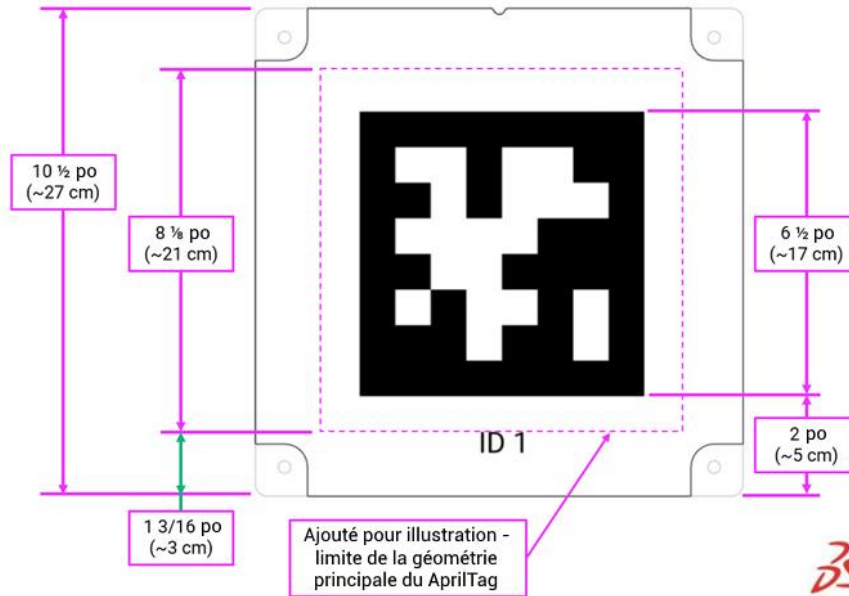 10 ½ po
(~27 cm)
8 ⅛ po
(~21 cm)
6 ½ po
(~17 cm)
ID 1
2 po
(~5 cm)
1 3/16 po
(~3 cm)
Ajouté pour illustration -
limite de la géométrie
principale du AprilTag